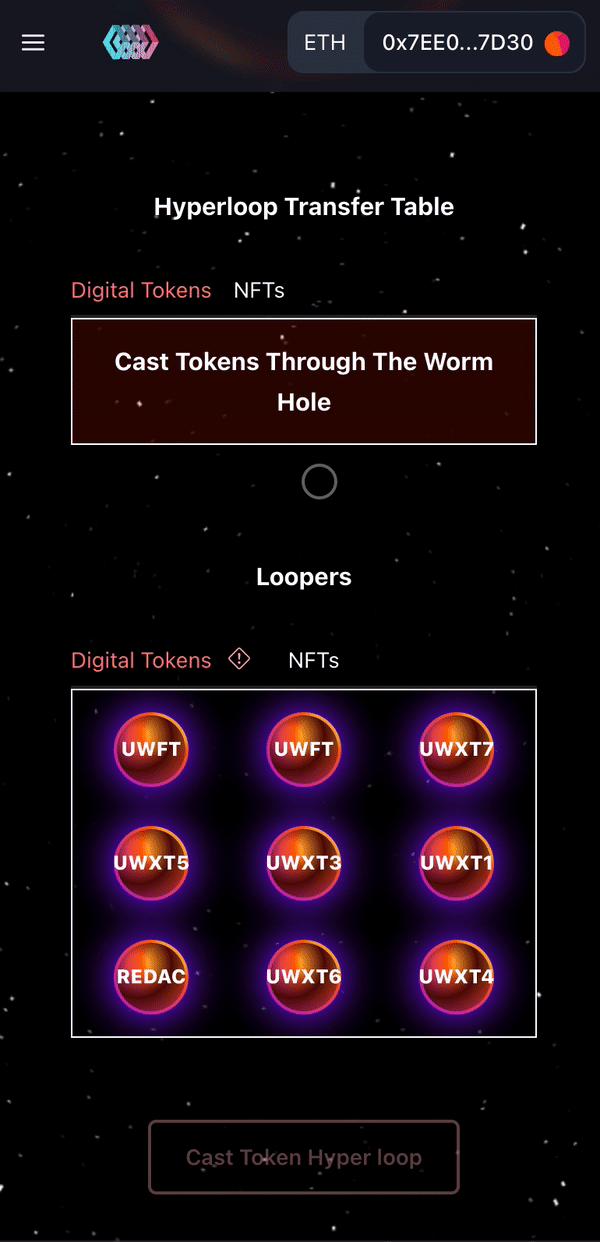 ETH 0x7EE0...7D30
Hyperloop Transfer Table
Digital Tokens NFTs
Cast Tokens Through The Worm
Hole
Loopers
Digital Tokens NFTs
UWFT UWFT UWXT7
UWXT5 UWXT3 UWXT1
REDAC UWXT6 UWXT4
Cast Token Hyper loop